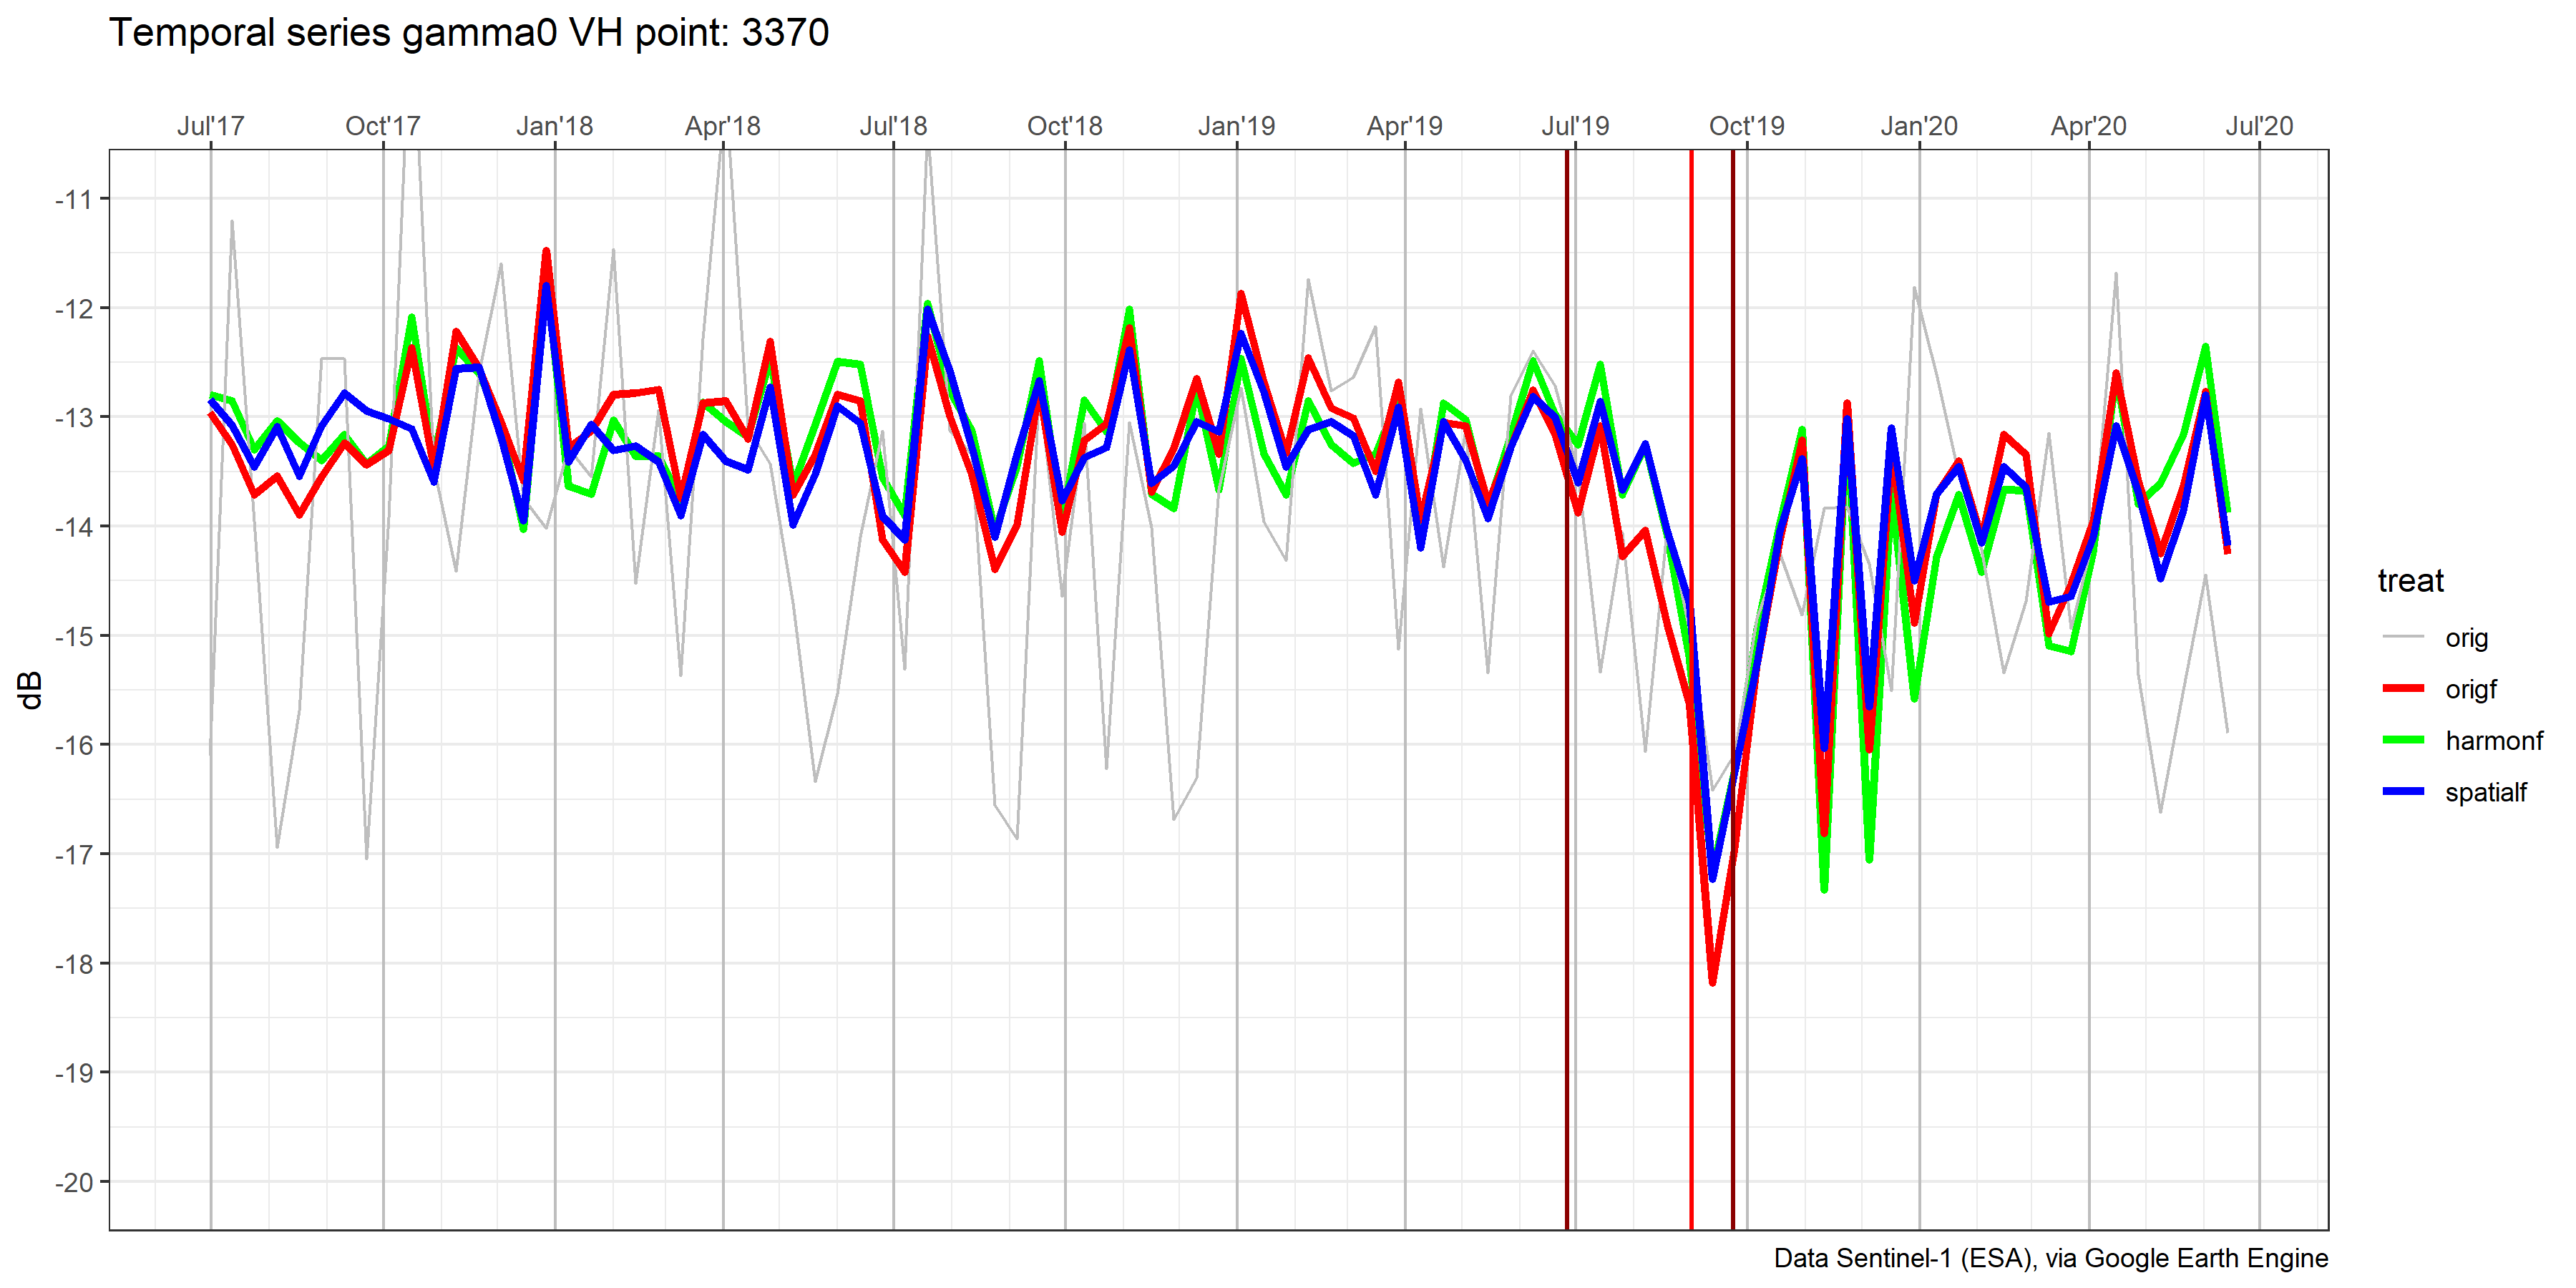 Temporal series gamma0 VH point: 3370
Jul'17 Oct'17 Jan'18 Apr'18 Jul'18 Oct'18 Jan'19 Apr'19 Jul'19 Oct'19 Jan'20 Apr'20 Jul'20
-11
-12
-13
-14
-15
-16
-17
-18
-19
-20
dB
treat
orig
origf
harmonf
spatialf
Data Sentinel-1 (ESA), via Google Earth Engine